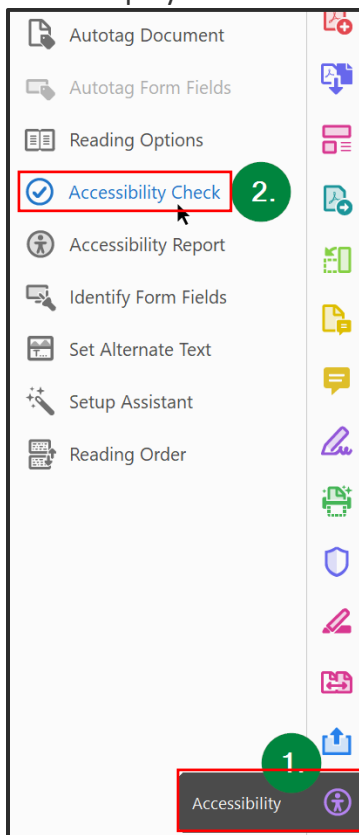 Autotag Document
Autotag Form Fields
Reading Options
Accessibility Check 2.
Accessibility Report
Identify Form Fields
Set Alternate Text
Setup Assistant
Reading Order
1.
Accessibility